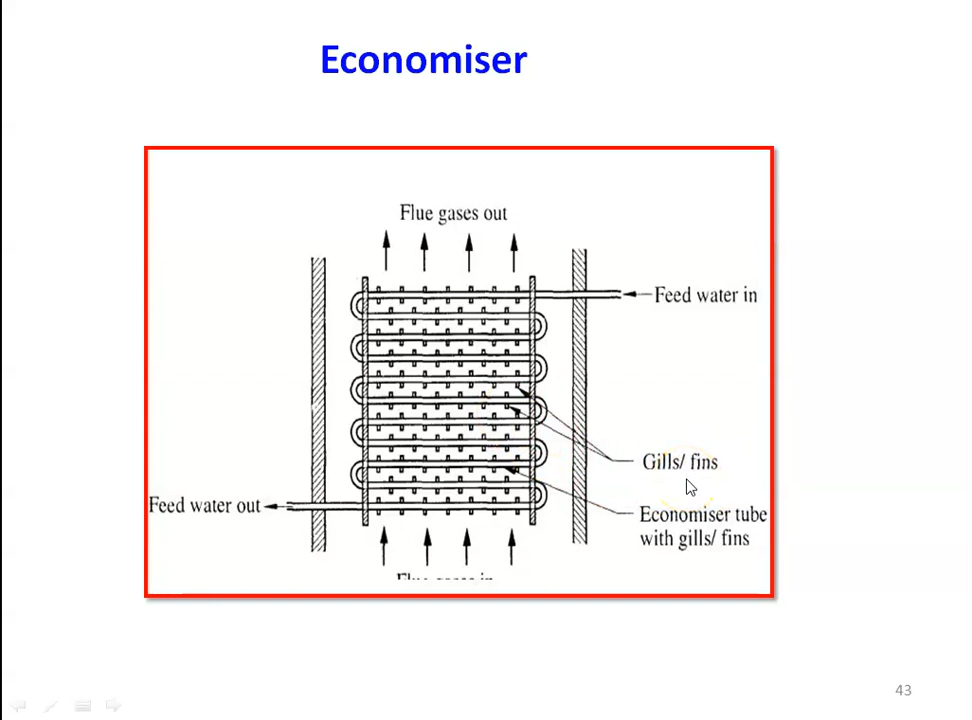 Economiser
Flue gases out
Feed water in
Gills/ fins
Feed water out
Economiser tube
with gills/ fins
Flue gases in
43